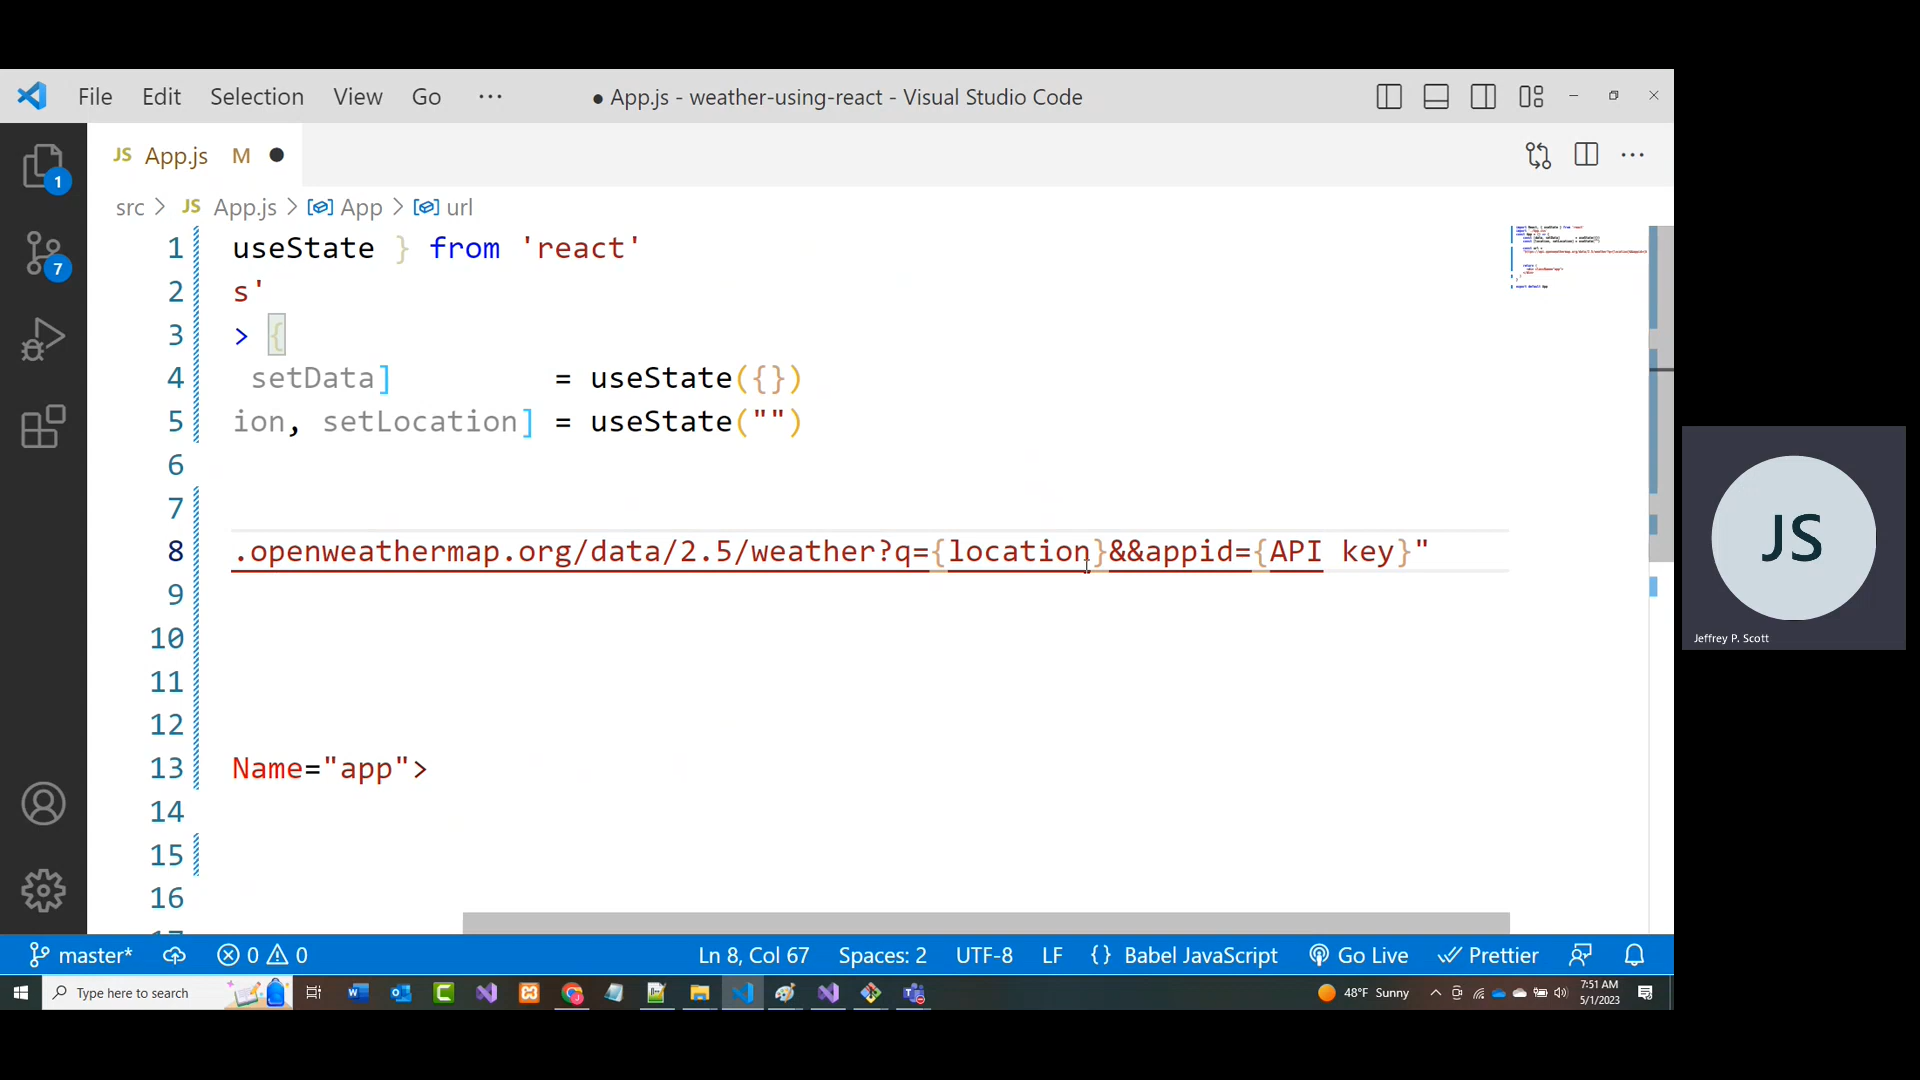 File Edit Selection View Go ··· ● App.js - weather-using-react - Visual Studio Code
JS App.js M ●
src > JS App.js > App > url
1 useState } from 'react'
2 s'
3 > {
4 setData] = useState({})
5 ion, setLocation] = useState("")
6
7
8 .openweathermap.org/data/2.5/weather?q={location}&&appid={API key}"
9
10
11
12
13 Name="app">
14
15
16
1
7
JS
Jeffrey P. Scott
master* 0 0 Ln 8, Col 67 Spaces: 2 UTF-8 LF {} Babel JavaScript Go Live Prettier
Type here to search 48°F Sunny 7:51 AM
5/1/2023